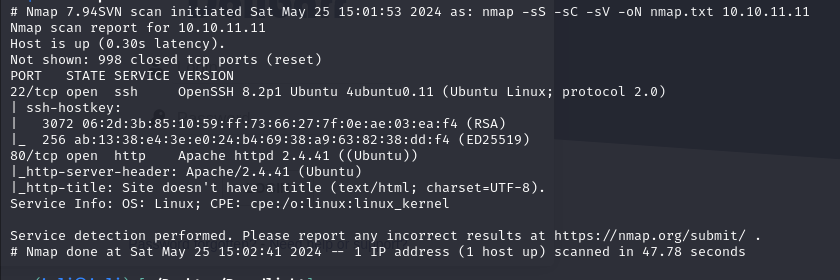 # Nmap 7.94SVN scan initiated Sat May 25 15:01:53 2024 as: nmap -sS -sC -sV -oN nmap.txt 10.10.11.11
Nmap scan report for 10.10.11.11
Host is up (0.30s latency).
Not shown: 998 closed tcp ports (reset)
PORT   STATE SERVICE VERSION
22/tcp open  ssh     OpenSSH 8.2p1 Ubuntu 4ubuntu0.11 (Ubuntu Linux; protocol 2.0)
| ssh-hostkey:
|   3072 06:2d:3b:85:10:59:ff:73:66:27:7f:0e:ae:03:ea:f4 (RSA)
|_  256 ab:13:38:e4:3e:e0:24:b4:69:38:a9:63:82:38:dd:f4 (ED25519)
80/tcp open  http    Apache httpd 2.4.41 ((Ubuntu))
|_http-server-header: Apache/2.4.41 (Ubuntu)
|_http-title: Site doesn't have a title (text/html; charset=UTF-8).
Service Info: OS: Linux; CPE: cpe:/o:linux:linux_kernel
Service detection performed. Please report any incorrect results at https://nmap.org/submit/ .
# Nmap done at Sat May 25 15:02:41 2024 -- 1 IP address (1 host up) scanned in 47.78 seconds